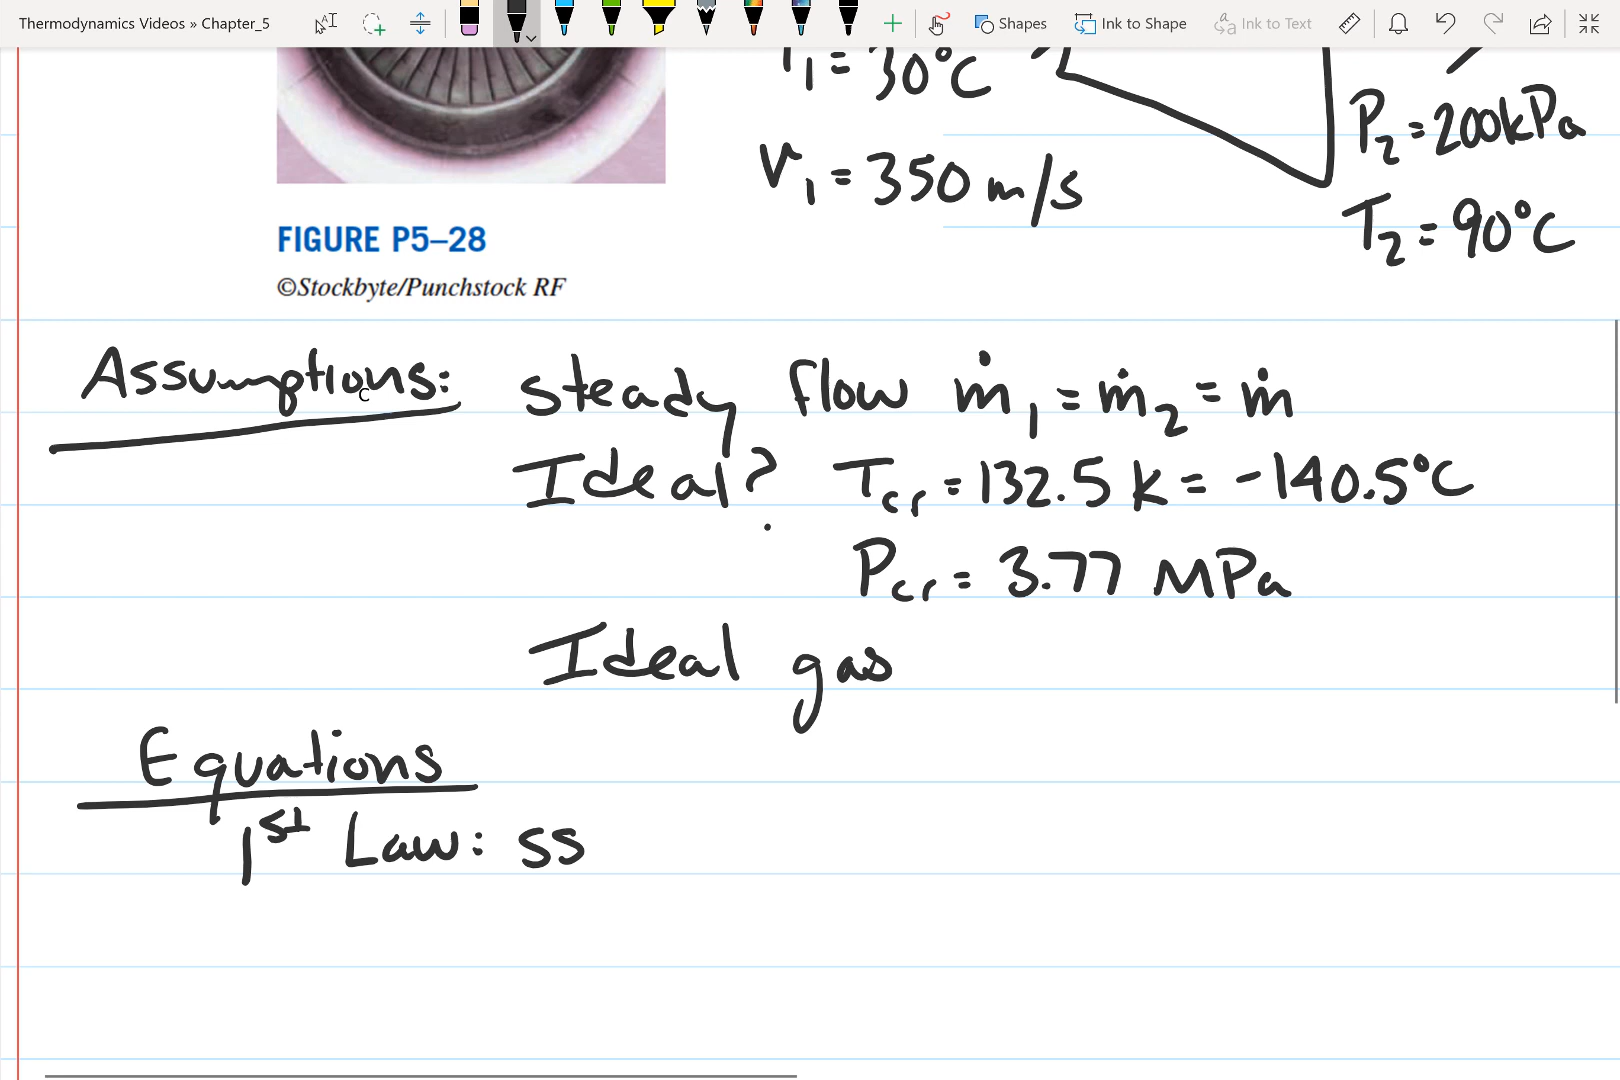 Thermodynamics Videos » Chapter_5
Shapes
Ink to Shape
Ink to Text
T₁ = 30°C
V₁ = 350 m/s
P₂ = 200kPa
T₂ = 90°C
FIGURE P5–28
©Stockbyte/Punchstock RF
Assumptions: steady flow ṁ₁ = ṁ₂ = ṁ
Ideal? Tcr = 132.5 K = -140.5°C
Pcr = 3.77 MPa
Ideal gas
Equations
1st Law: SS